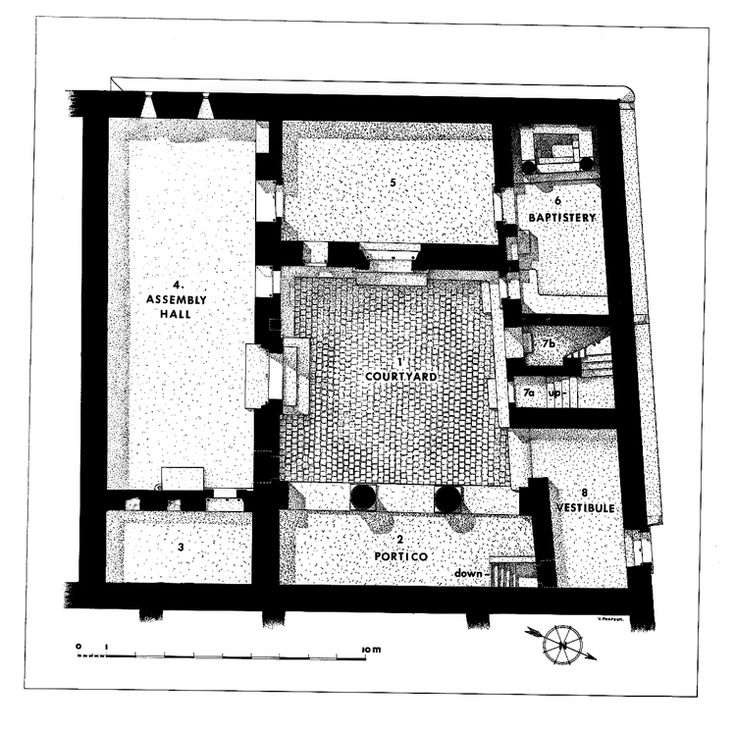 5
6
BAPTISTERY
4.
ASSEMBLY
HALL
7b
1
COURTYARD
7a up
8
VESTIBULE
2
PORTICO
3
down
V. Pearson.
0 1 10m
N